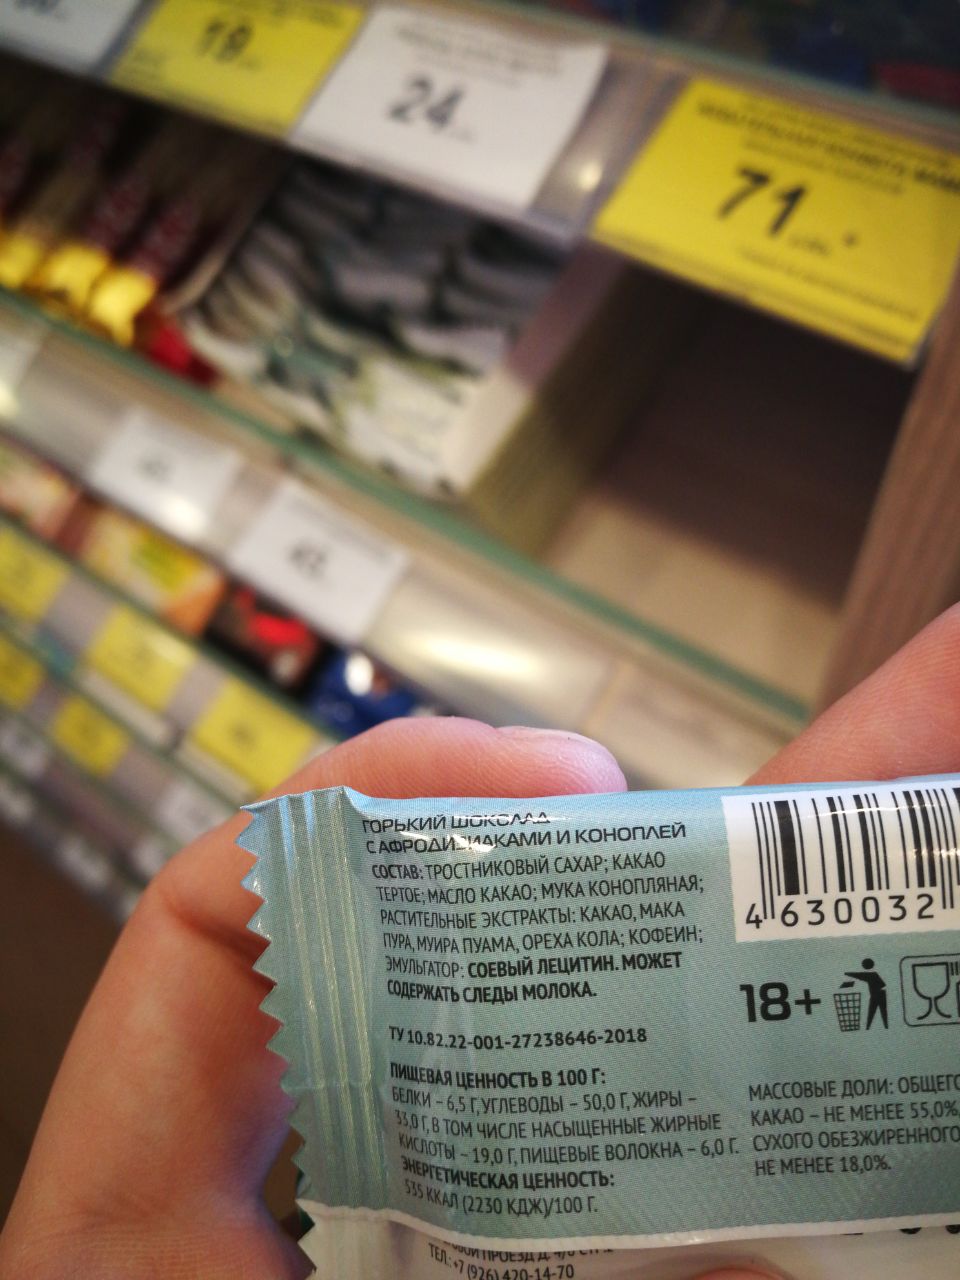 19
24
71
ГОРЬКИЙ ШОКОЛАД
С АФРОДИЗИАКАМИ И КОНОПЛЕЙ
СОСТАВ: ТРОСТНИКОВЫЙ САХАР; КАКАО
ТЕРТОЕ; МАСЛО КАКАО; МУКА КОНОПЛЯНАЯ;
РАСТИТЕЛЬНЫЕ ЭКСТРАКТЫ: КАКАО, МАКА
ПУРА, МУИРА ПУАМА, ОРЕХА КОЛА; КОФЕИН;
ЭМУЛЬГАТОР: СОЕВЫЙ ЛЕЦИТИН. МОЖЕТ
СОДЕРЖАТЬ СЛЕДЫ МОЛОКА.
ТУ 10.82.22-001-27238646-2018
ПИЩЕВАЯ ЦЕННОСТЬ В 100 Г:
БЕЛКИ – 6,5 Г, УГЛЕВОДЫ – 50,0 Г, ЖИРЫ –
33,0 Г, В ТОМ ЧИСЛЕ НАСЫЩЕННЫЕ ЖИРНЫЕ
КИСЛОТЫ – 19,0 Г, ПИЩЕВЫЕ ВОЛОКНА – 6,0 Г.
ЭНЕРГЕТИЧЕСКАЯ ЦЕННОСТЬ:
535 ККАЛ (2230 КДЖ)/100 Г.
4 630032
18+
МАССОВЫЕ ДОЛИ: ОБЩЕГО
КАКАО – НЕ МЕНЕЕ 55,0%,
СУХОГО ОБЕЗЖИРЕННОГО
НЕ МЕНЕЕ 18,0%.
ПРОЕЗД Д.
ТЕЛ.: +7 (926) 420-14-70